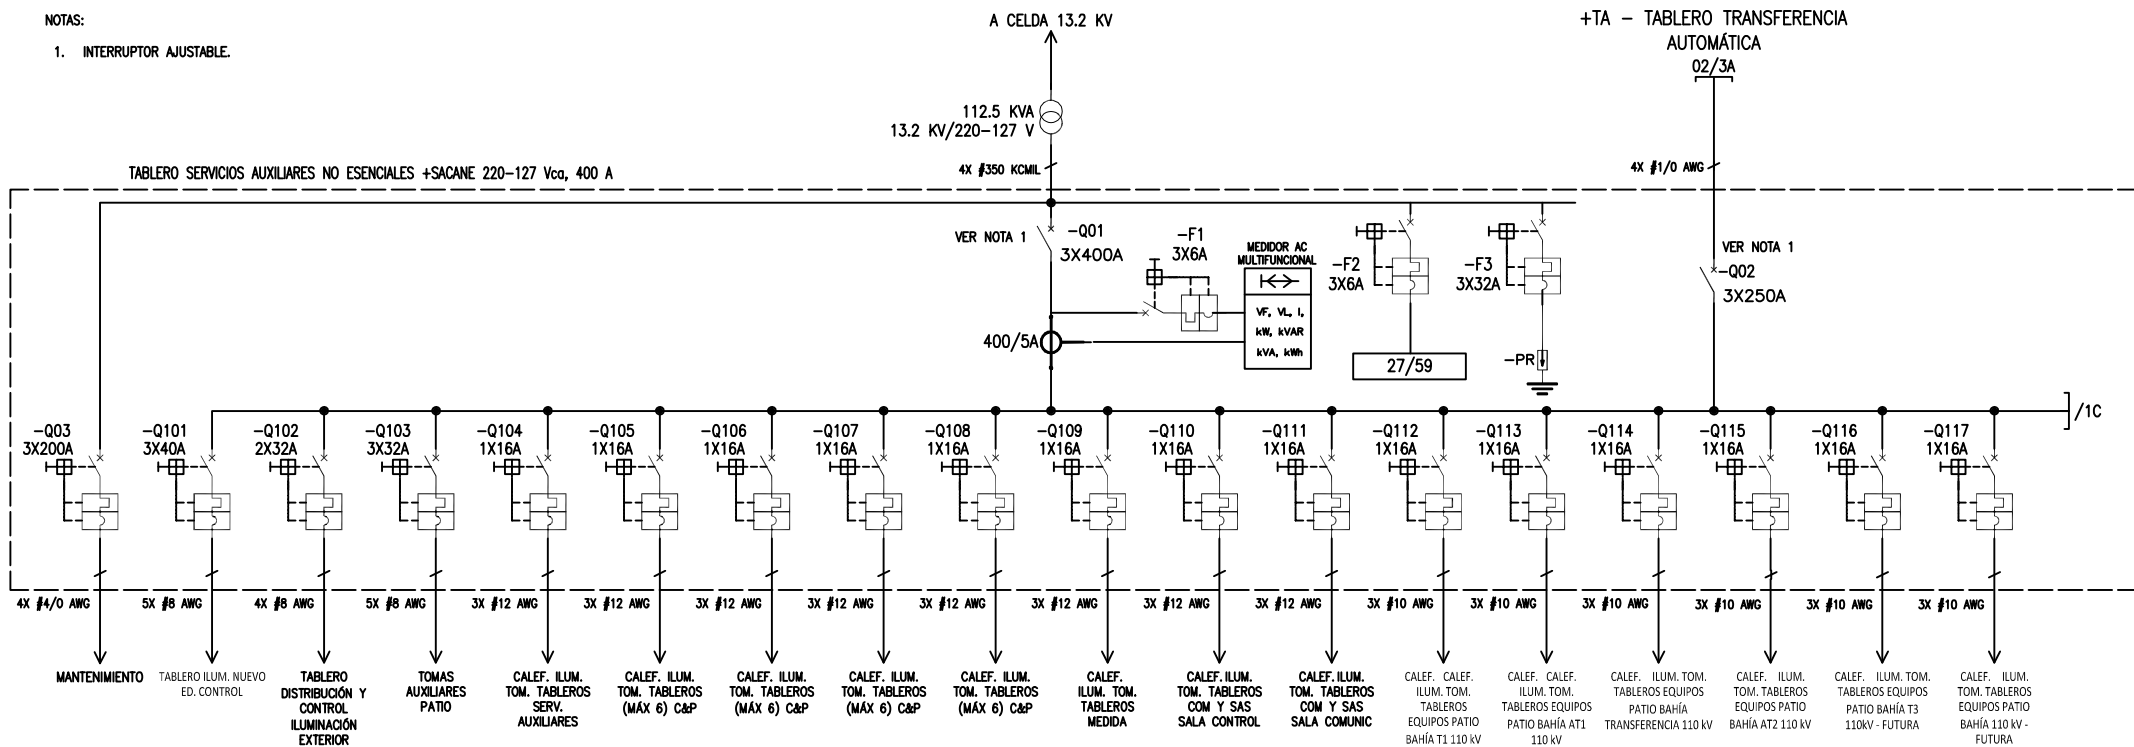 NOTAS:
1. INTERRUPTOR AJUSTABLE.
A CELDA 13.2 KV
+TA - TABLERO TRANSFERENCIA
AUTOMÁTICA
02/3A
112.5 KVA
13.2 KV/220-127 V
TABLERO SERVICIOS AUXILIARES NO ESENCIALES +SACANE 220-127 Vca, 400 A
4X #350 KCMIL
4X #1/0 AWG
VER NOTA 1
-Q01
3X400A
-F1
3X6A
MEDIDOR AC
MULTIFUNCIONAL
VF, VL, I,
kW, kVAR
kVA, kWh
400/5A
-F2
3X6A
27/59
-F3
3X32A
-PR
VER NOTA 1
-Q02
3X250A
/1C
-Q03
3X200A
-Q101
3X40A
-Q102
2X32A
-Q103
3X32A
-Q104
1X16A
-Q105
1X16A
-Q106
1X16A
-Q107
1X16A
-Q108
1X16A
-Q109
1X16A
-Q110
1X16A
-Q111
1X16A
-Q112
1X16A
-Q113
1X16A
-Q114
1X16A
-Q115
1X16A
-Q116
1X16A
-Q117
1X16A
4X #4/0 AWG
5X #8 AWG
4X #8 AWG
5X #8 AWG
3X #12 AWG
3X #12 AWG
3X #12 AWG
3X #12 AWG
3X #12 AWG
3X #12 AWG
3X #12 AWG
3X #12 AWG
3X #10 AWG
3X #10 AWG
3X #10 AWG
3X #10 AWG
3X #10 AWG
3X #10 AWG
MANTENIMIENTO
TABLERO ILUM. NUEVO
ED. CONTROL
TABLERO
DISTRIBUCIÓN Y
CONTROL
ILUMINACIÓN
EXTERIOR
TOMAS
AUXILIARES
PATIO
CALEF. ILUM.
TOM. TABLEROS
SERV.
AUXILIARES
CALEF. ILUM.
TOM. TABLEROS
(MÁX 6) C&P
CALEF. ILUM.
TOM. TABLEROS
(MÁX 6) C&P
CALEF. ILUM.
TOM. TABLEROS
(MÁX 6) C&P
CALEF. ILUM.
TOM. TABLEROS
(MÁX 6) C&P
CALEF.
ILUM. TOM.
TABLEROS
MEDIDA
CALEF. ILUM.
TOM. TABLEROS
COM Y SAS
SALA CONTROL
CALEF. ILUM.
TOM. TABLEROS
COM Y SAS
SALA COMUNIC
CALEF. CALEF.
ILUM. TOM.
TABLEROS
EQUIPOS PATIO
BAHÍA T1 110 kV
CALEF. CALEF.
ILUM. TOM.
TABLEROS EQUIPOS
PATIO BAHÍA AT1
110 kV
CALEF. ILUM. TOM.
TABLEROS EQUIPOS
PATIO BAHÍA
TRANSFERENCIA 110 kV
CALEF. ILUM.
TOM. TABLEROS
EQUIPOS PATIO
BAHÍA AT2 110 kV
CALEF. ILUM. TOM.
TABLEROS EQUIPOS
PATIO BAHÍA T3
110kV - FUTURA
CALEF. ILUM.
TOM. TABLEROS
EQUIPOS PATIO
BAHÍA 110 kV -
FUTURA